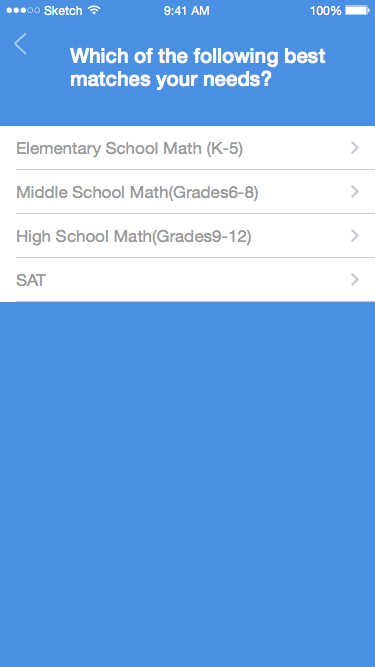 Sketch 9:41 AM 100%
Which of the following best
matches your needs?
Elementary School Math (K-5)
Middle School Math(Grades6-8)
High School Math(Grades9-12)
SAT